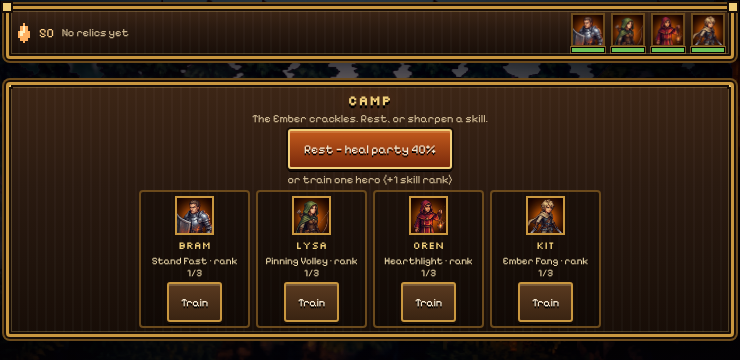 50 No relics yet
CAMP
The Ember crackles. Rest, or sharpen a skill.
Rest - heal party 40%
or train one hero (+1 skill rank)
BRAM
Stand Fast · rank
1/3
Train
LYSA
Pinning Volley · rank
1/3
Train
OREN
Hearthlight · rank
1/3
Train
KIT
Ember Fang · rank
1/3
Train